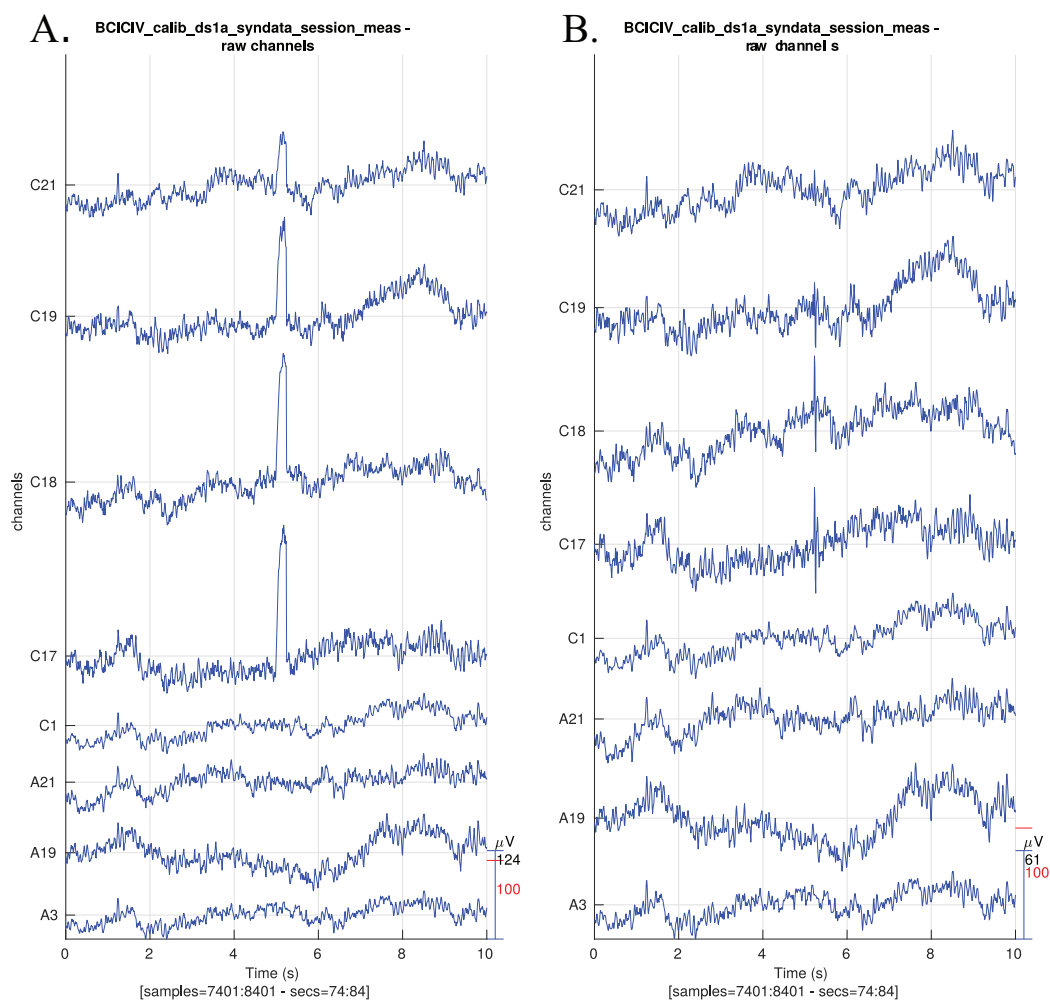 A.
BCICIV_calib_ds1a_syndata_session_meas -
raw channels
C21
C19
C18
C17
C1
A21
A19
A3
channels
μV
124
100
0 2 4 6 8 10
Time (s)
[samples=7401:8401 - secs=74:84]
B.
BCICIV_calib_ds1a_syndata_session_meas -
raw channel s
C21
C19
C18
C17
C1
A21
A19
A3
channels
μV
61
100
0 2 4 6 8 10
Time (s)
[samples=7401:8401 - secs=74:84]